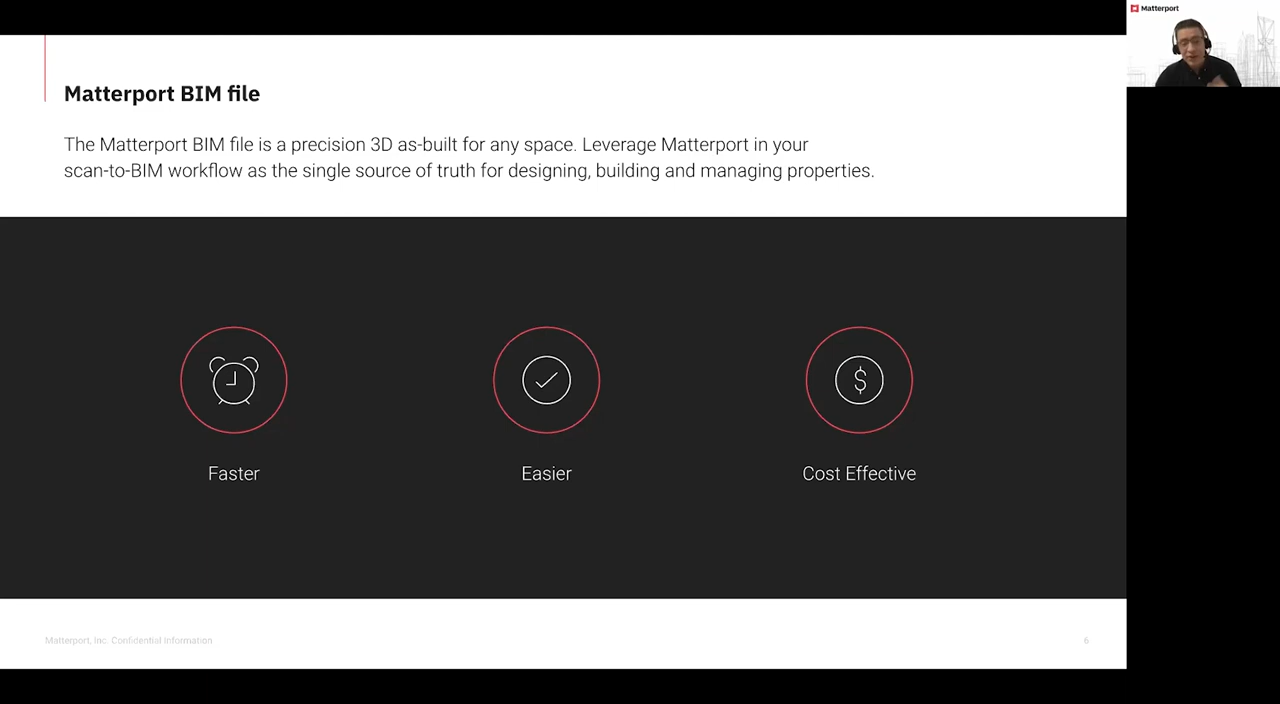 Matterport
Matterport BIM file
The Matterport BIM file is a precision 3D as-built for any space. Leverage Matterport in your
scan-to-BIM workflow as the single source of truth for designing, building and managing properties.
Faster
Easier
Cost Effective
Matterport, Inc. Confidential Information
6